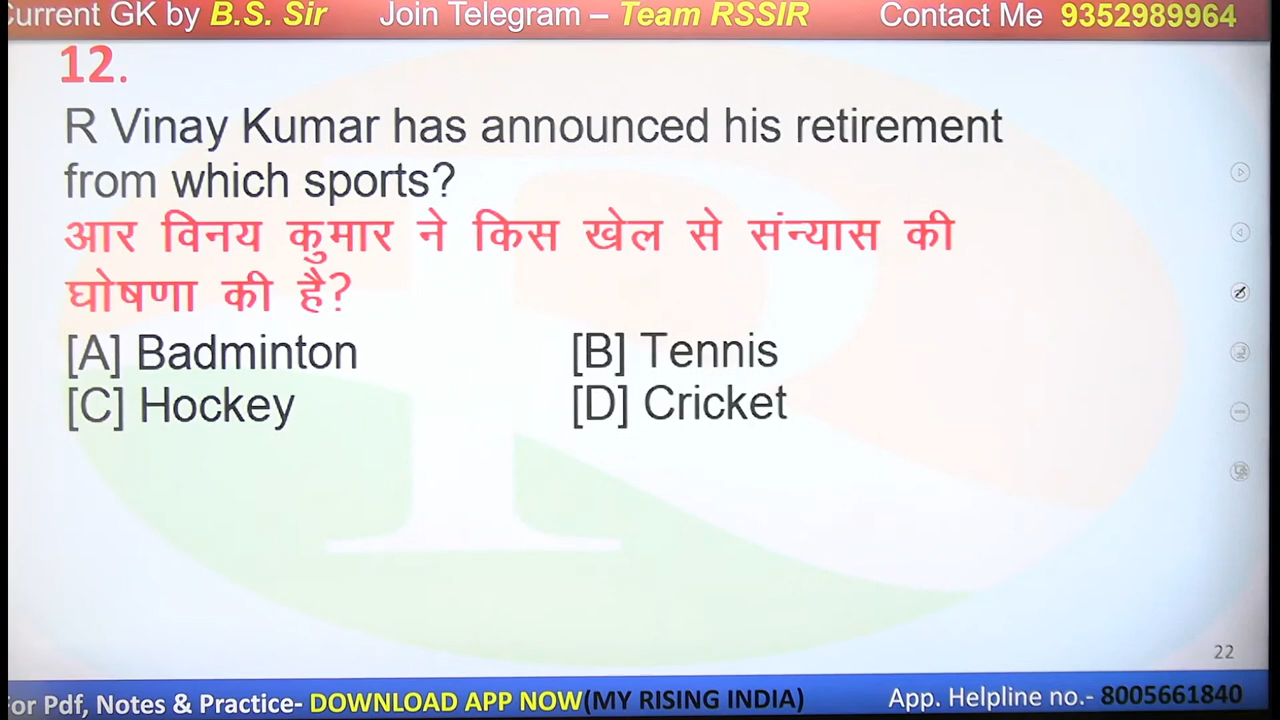 Current GK by B.S. Sir Join Telegram – Team RSSIR Contact Me 9352989964
12.
R Vinay Kumar has announced his retirement
from which sports?
आर विनय कुमार ने किस खेल से संन्यास की
घोषणा की है?
[A] Badminton [B] Tennis
[C] Hockey [D] Cricket
22
For Pdf, Notes & Practice- DOWNLOAD APP NOW(MY RISING INDIA) App. Helpline no.- 8005661840